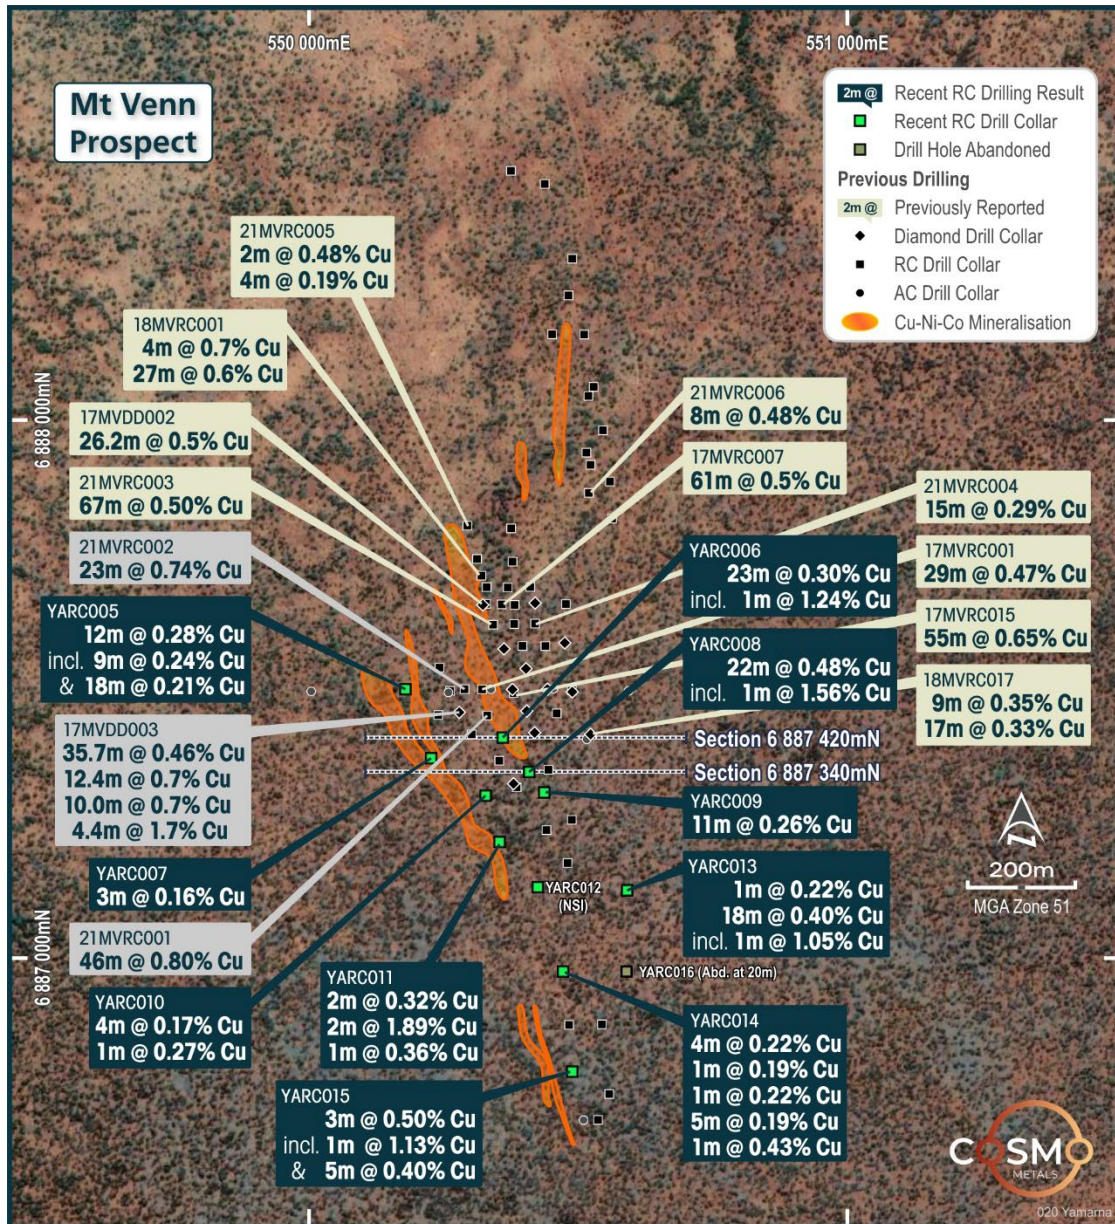 550 000mE
551 000mE
Mt Venn
Prospect
2m @ Recent RC Drilling Result
Recent RC Drill Collar
Drill Hole Abandoned
Previous Drilling
2m @ Previously Reported
Diamond Drill Collar
RC Drill Collar
AC Drill Collar
Cu-Ni-Co Mineralisation
21MVRC005
2m @ 0.48% Cu
4m @ 0.19% Cu
18MVRC001
4m @ 0.7% Cu
27m @ 0.6% Cu
6 888 000mN
17MVDD002
26.2m @ 0.5% Cu
21MVRC003
67m @ 0.50% Cu
21MVRC002
23m @ 0.74% Cu
YARC005
12m @ 0.28% Cu
incl. 9m @ 0.24% Cu
& 18m @ 0.21% Cu
17MVDD003
35.7m @ 0.46% Cu
12.4m @ 0.7% Cu
10.0m @ 0.7% Cu
4.4m @ 1.7% Cu
YARC007
3m @ 0.16% Cu
21MVRC001
46m @ 0.80% Cu
6 887 000mN
YARC010
4m @ 0.17% Cu
1m @ 0.27% Cu
YARC011
2m @ 0.32% Cu
2m @ 1.89% Cu
1m @ 0.36% Cu
YARC015
3m @ 0.50% Cu
incl. 1m @ 1.13% Cu
& 5m @ 0.40% Cu
21MVRC006
8m @ 0.48% Cu
17MVRC007
61m @ 0.5% Cu
21MVRC004
15m @ 0.29% Cu
YARC006
23m @ 0.30% Cu
incl. 1m @ 1.24% Cu
17MVRC001
29m @ 0.47% Cu
17MVRC015
55m @ 0.65% Cu
YARC008
22m @ 0.48% Cu
incl. 1m @ 1.56% Cu
18MVRC017
9m @ 0.35% Cu
17m @ 0.33% Cu
Section 6 887 420mN
Section 6 887 340mN
YARC009
11m @ 0.26% Cu
YARC012
(NSI)
YARC013
1m @ 0.22% Cu
18m @ 0.40% Cu
incl. 1m @ 1.05% Cu
200m
MGA Zone 51
YARC016 (Abd. at 20m)
YARC014
4m @ 0.22% Cu
1m @ 0.19% Cu
1m @ 0.22% Cu
5m @ 0.19% Cu
1m @ 0.43% Cu
COSMO
METALS
020 Yamarna